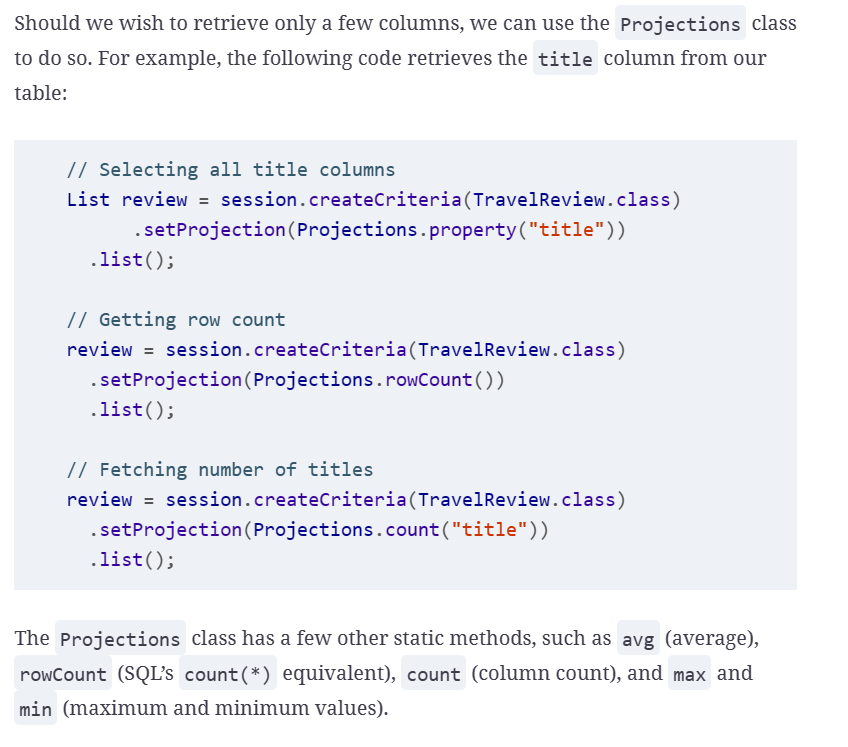 Should we wish to retrieve only a few columns, we can use the Projections class
to do so. For example, the following code retrieves the title column from our
table:
// Selecting all title columns
List review = session.createCriteria(TravelReview.class)
.setProjection(Projections.property("title"))
.list();
// Getting row count
review = session.createCriteria(TravelReview.class)
.setProjection(Projections.rowCount())
.list();
// Fetching number of titles
review = session.createCriteria(TravelReview.class)
.setProjection(Projections.count("title"))
.list();
The Projections class has a few other static methods, such as avg (average),
rowCount (SQL’s count(*) equivalent), count (column count), and max and
min (maximum and minimum values).